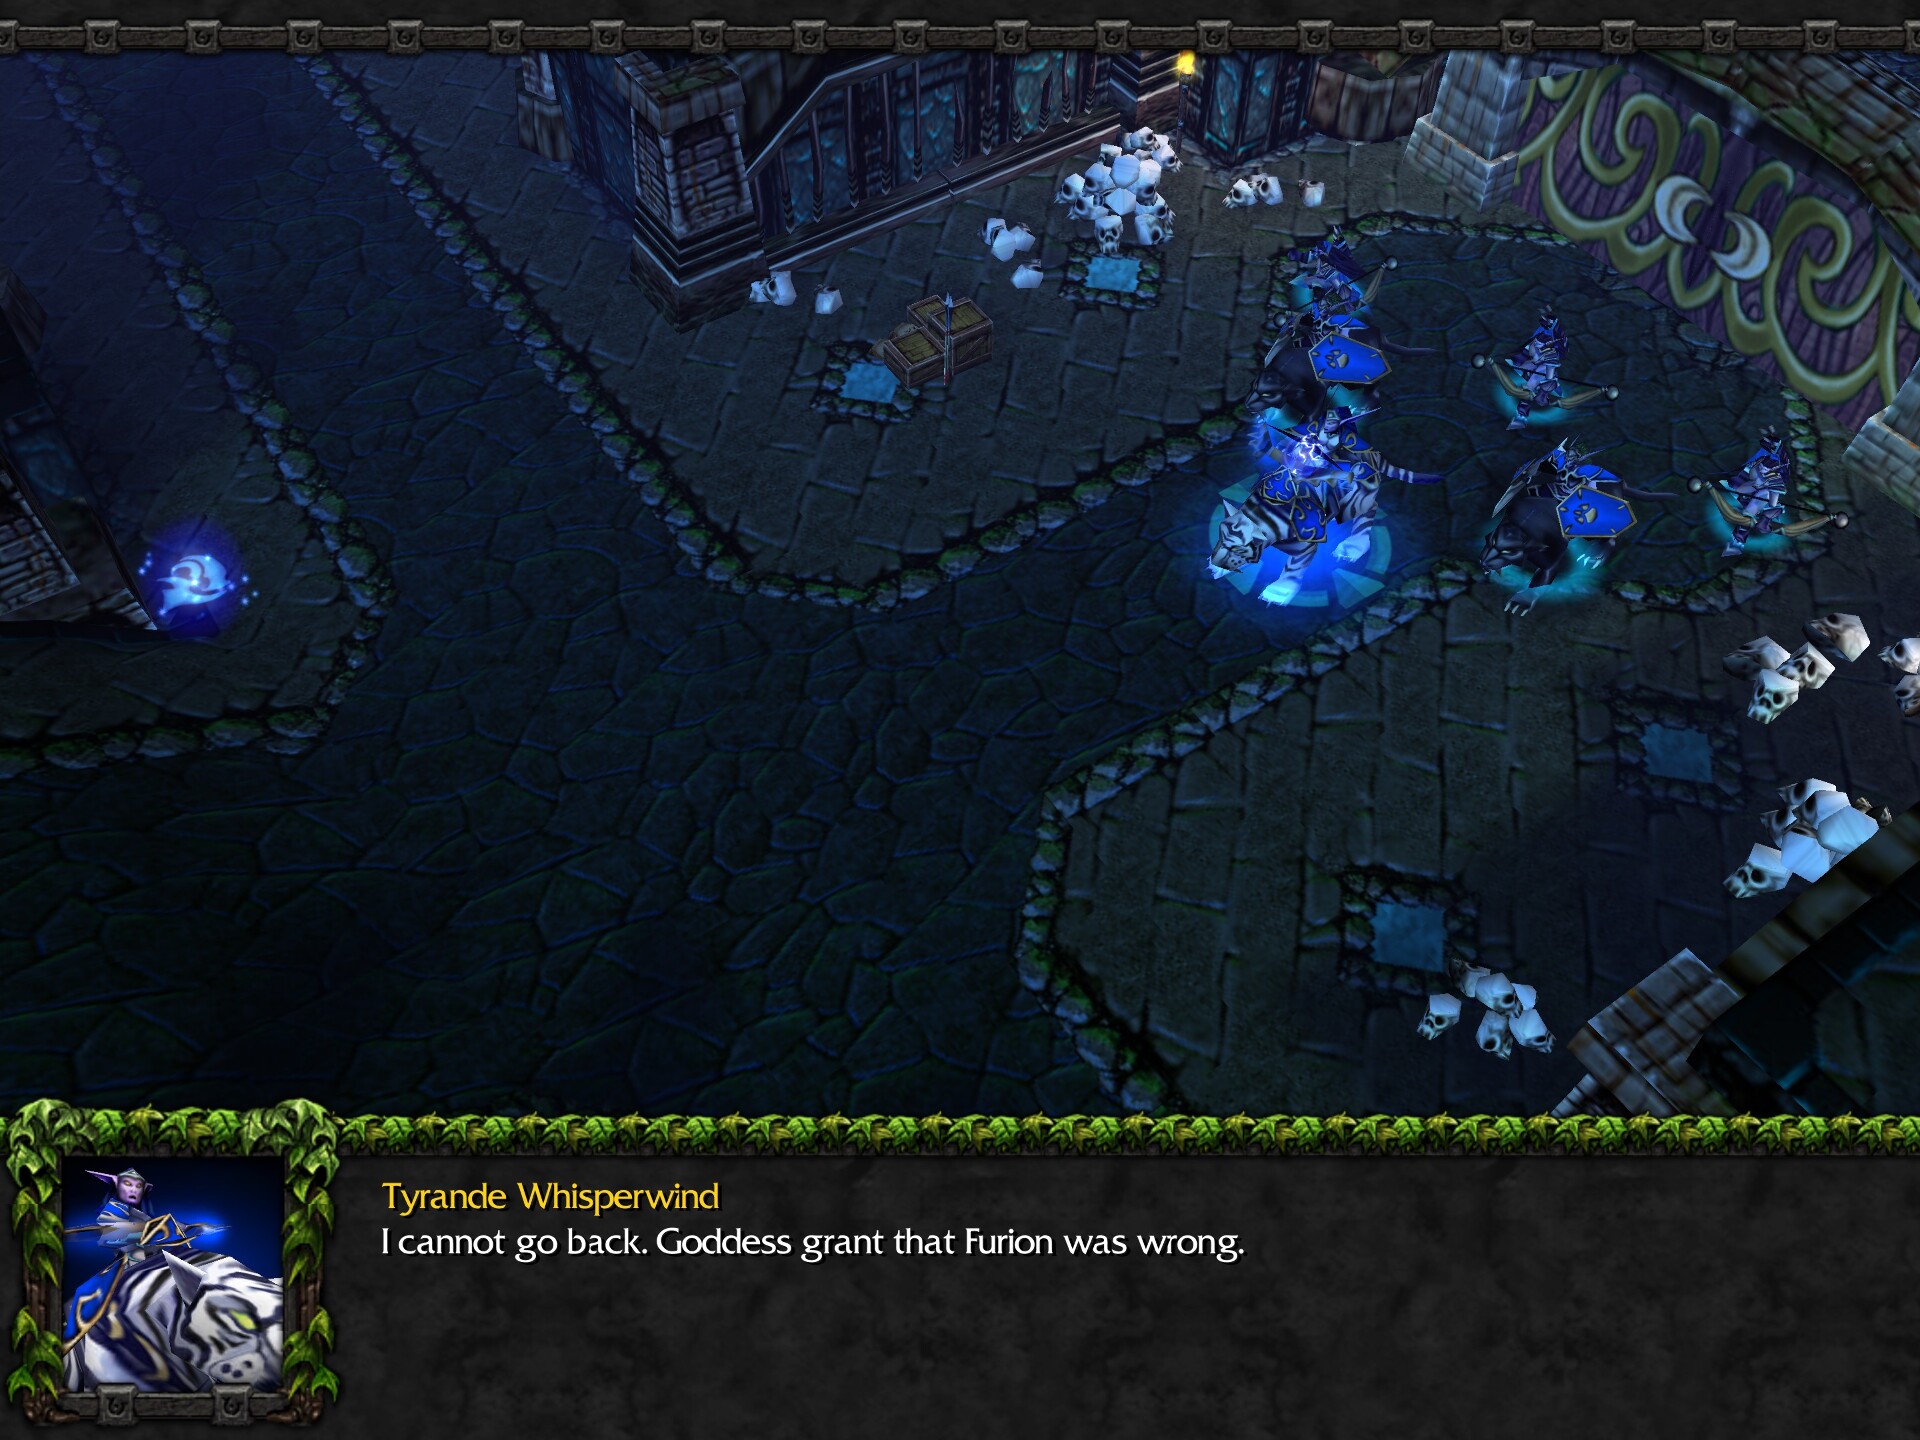 Tyrande Whisperwind
I cannot go back. Goddess grant that Furion was wrong.